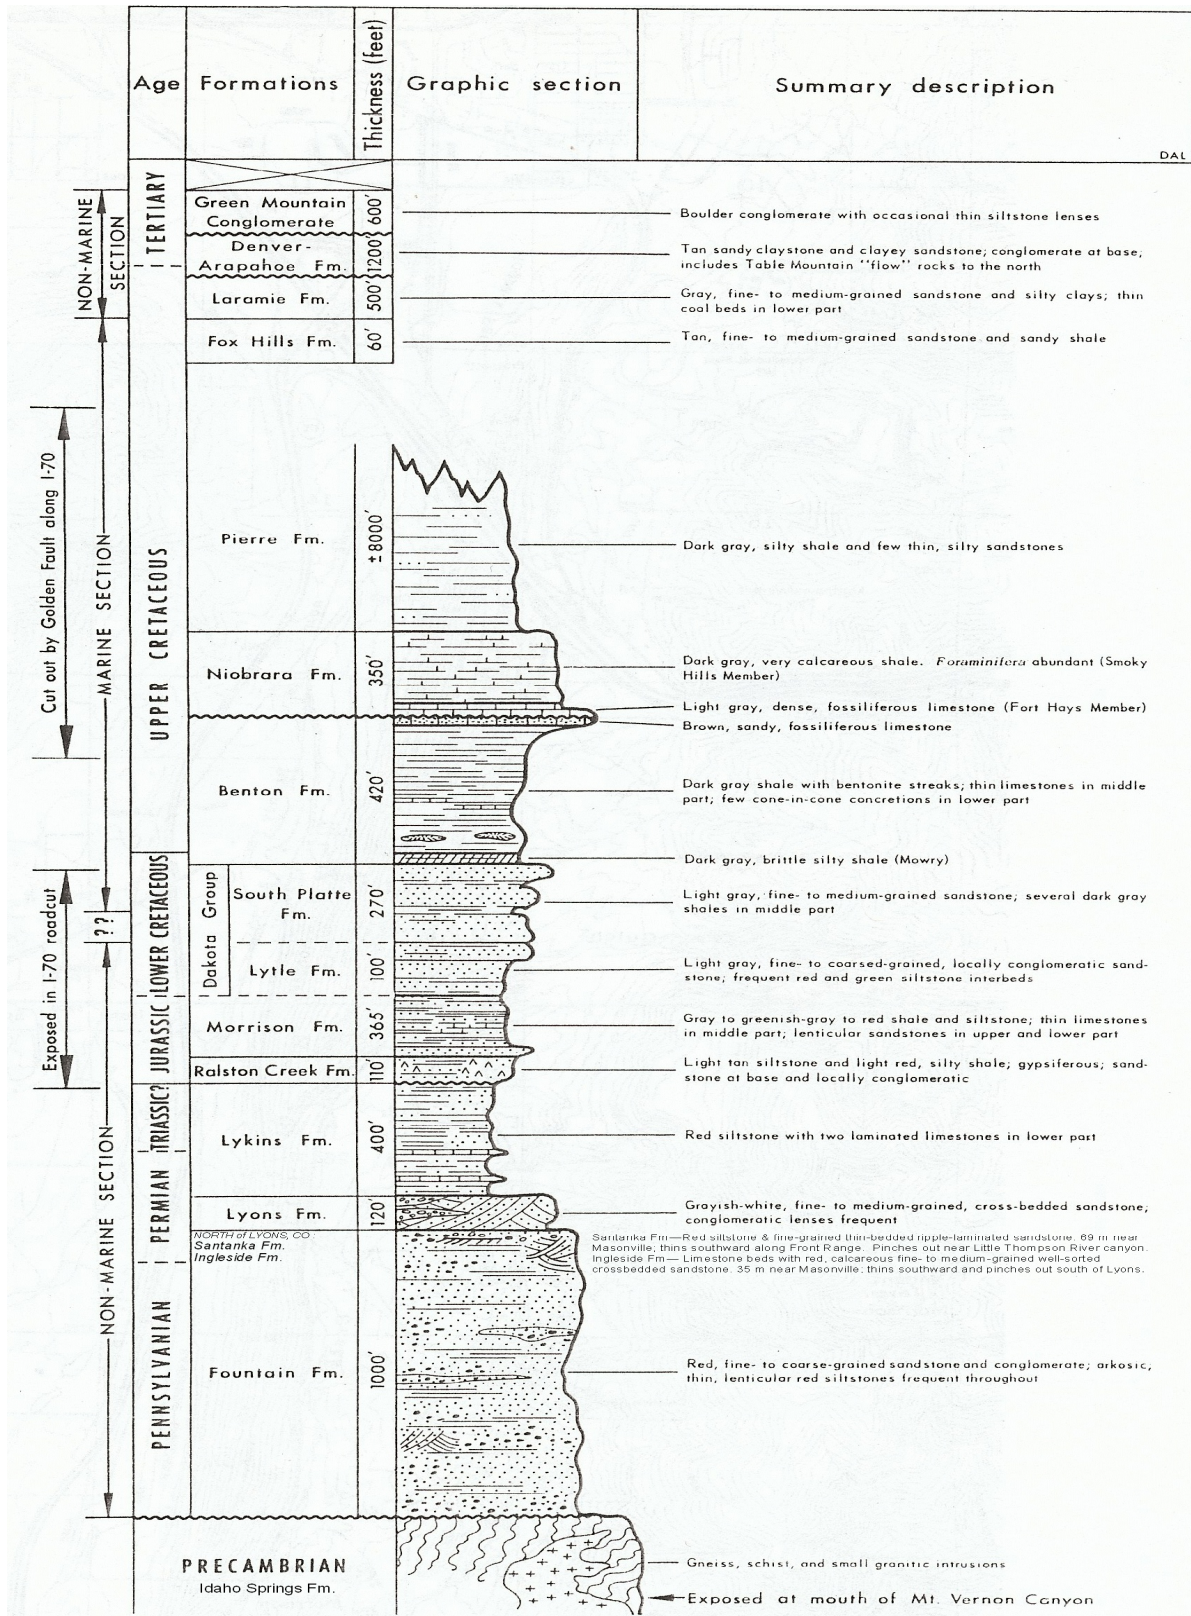 Age
Formations
Thickness (feet)
Graphic section
Summary description
DAL
NON-MARINE
SECTION
TERTIARY
Green Mountain
Conglomerate
600'
Boulder conglomerate with occasional thin siltstone lenses
Denver-
Arapahoe Fm.
1200'
Tan sandy claystone and clayey sandstone; conglomerate at base;
includes Table Mountain "flow" rocks to the north
Laramie Fm.
500'
Gray, fine- to medium-grained sandstone and silty clays; thin
coal beds in lower part
Fox Hills Fm.
60'
Tan, fine- to medium-grained sandstone and sandy shale
Cut out by Golden Fault along I-70
MARINE SECTION
UPPER CRETACEOUS
Pierre Fm.
±8000'
Dark gray, silty shale and few thin, silty sandstones
Niobrara Fm.
350'
Dark gray, very calcareous shale. Foraminifera abundant (Smoky
Hills Member)
Light gray, dense, fossiliferous limestone (Fort Hays Member)
Brown, sandy, fossiliferous limestone
Benton Fm.
420'
Dark gray shale with bentonite streaks; thin limestones in middle
part; few cone-in-cone concretions in lower part
Dark gray, brittle silty shale (Mowry)
Exposed in I-70 roadcut
??
LOWER CRETACEOUS
Dakota Group
South Platte
Fm.
270'
Light gray, fine- to medium-grained sandstone; several dark gray
shales in middle part
Lytle Fm.
100'
Light gray, fine- to coarsed-grained, locally conglomeratic sand-
stone; frequent red and green siltstone interbeds
JURASSIC
Morrison Fm.
365'
Gray to greenish-gray to red shale and siltstone; thin limestones
in middle part; lenticular sandstones in upper and lower part
Ralston Creek Fm.
110'
Light tan siltstone and light red, silty shale; gypsiferous; sand-
stone at base and locally conglomeratic
NON-MARINE SECTION
TRIASSIC?
Lykins Fm.
400'
Red siltstone with two laminated limestones in lower part
PERMIAN
Lyons Fm.
120'
Grayish-white, fine- to medium-grained, cross-bedded sandstone;
conglomeratic lenses frequent
NORTH of LYONS, CO :
Santanka Fm.
Ingleside Fm.
Santanka Fm—Red siltstone & fine-grained thin-bedded ripple-laminated sandstone. 69 m near
Masonville; thins southward along Front Range. Pinches out near Little Thompson River canyon.
Ingleside Fm— Limestone beds with red, calcareous fine- to medium-grained well-sorted
crossbedded sandstone. 35 m near Masonville; thins southward and pinches out south of Lyons.
PENNSYLVANIAN
Fountain Fm.
1000'
Red, fine- to coarse-grained sandstone and conglomerate; arkosic,
thin, lenticular red siltstones frequent throughout
PRECAMBRIAN
Idaho Springs Fm.
Gneiss, schist, and small granitic intrusions
Exposed at mouth of Mt. Vernon Canyon